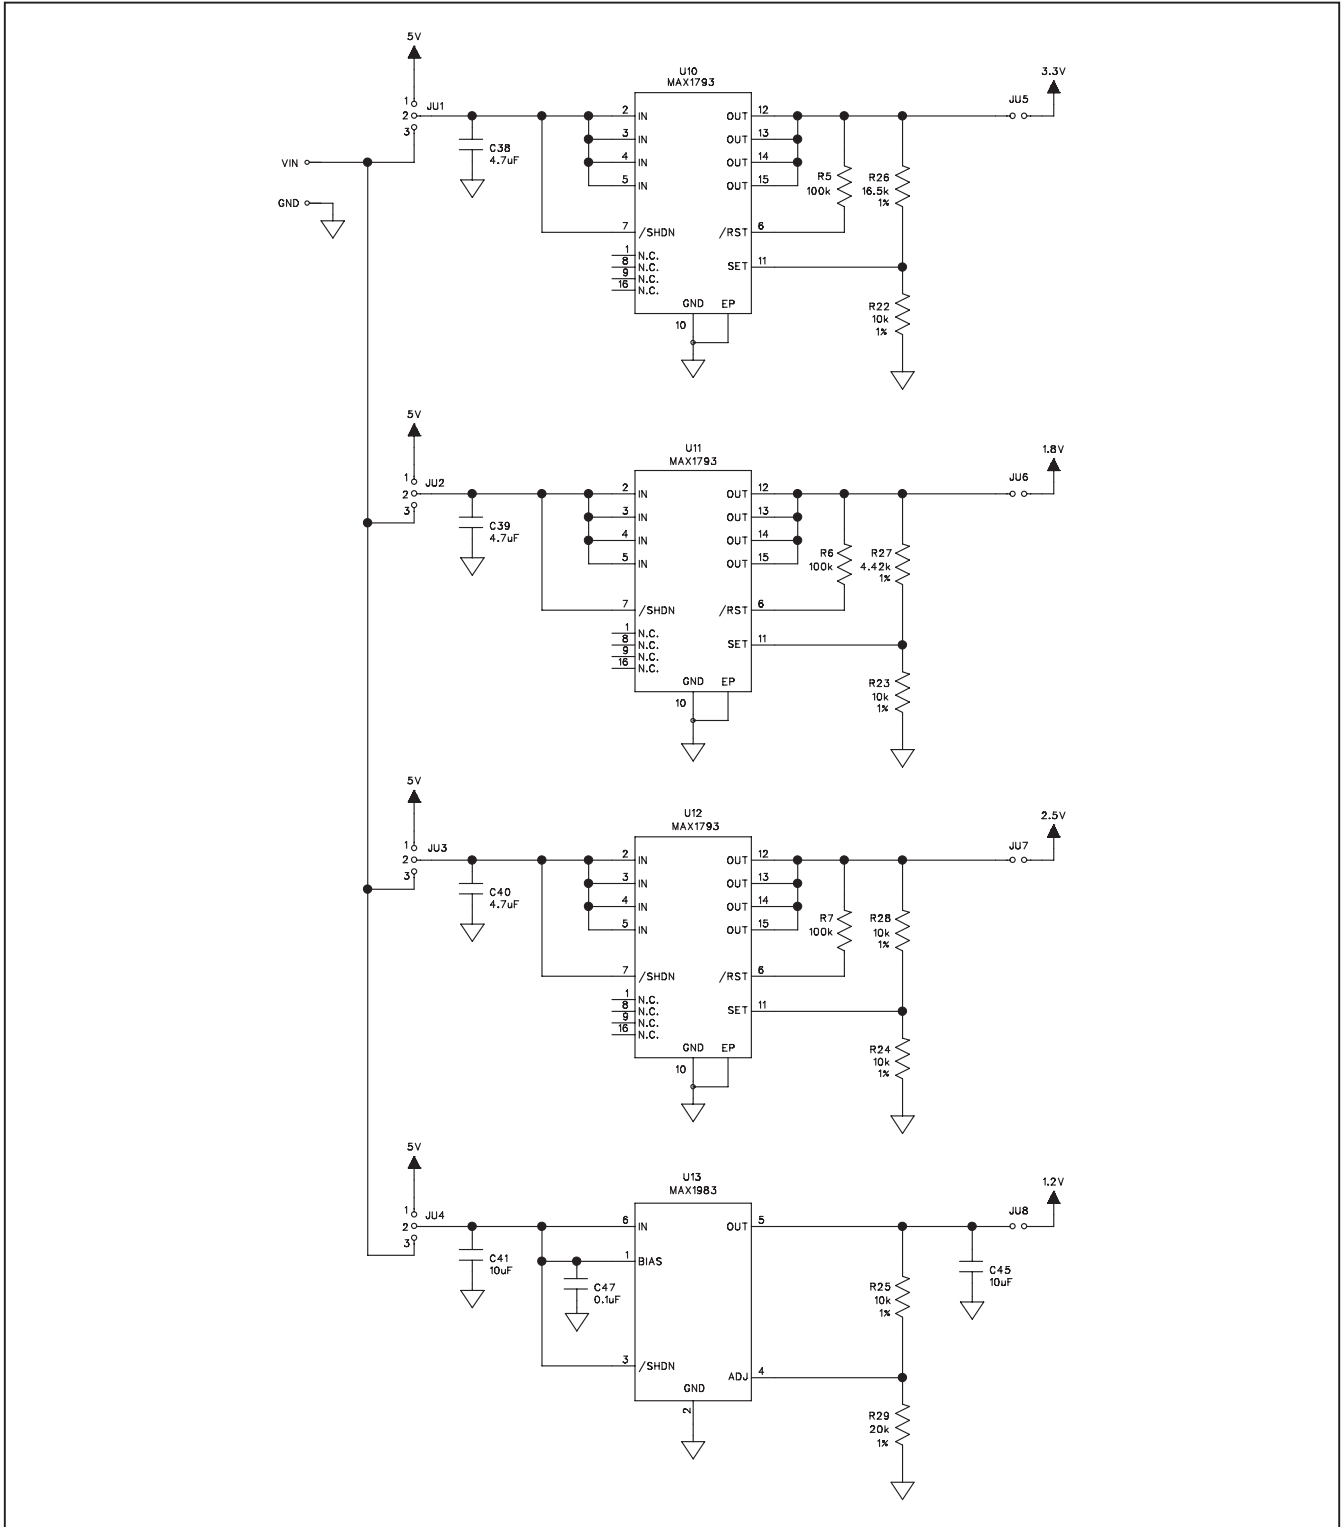 5V
U10
MAX1793
3.3V
1
2
3
JU1
JU5
2 IN
OUT 12
3 IN
OUT 13
4 IN
OUT 14
5 IN
OUT 15
C38
4.7uF
VIN
GND
R5
100k
R26
16.5k
1%
7 /SHDN
/RST 6
1 N.C.
8 N.C.
9 N.C.
16 N.C.
SET 11
GND EP
10
R22
10k
1%
5V
U11
MAX1793
1.8V
1
2
3
JU2
JU6
2 IN
OUT 12
3 IN
OUT 13
4 IN
OUT 14
5 IN
OUT 15
C39
4.7uF
R6
100k
R27
4.42k
1%
7 /SHDN
/RST 6
1 N.C.
8 N.C.
9 N.C.
16 N.C.
SET 11
GND EP
10
R23
10k
1%
5V
U12
MAX1793
2.5V
1
2
3
JU3
JU7
2 IN
OUT 12
3 IN
OUT 13
4 IN
OUT 14
5 IN
OUT 15
C40
4.7uF
R7
100k
R28
10k
1%
7 /SHDN
/RST 6
1 N.C.
8 N.C.
9 N.C.
16 N.C.
SET 11
GND EP
10
R24
10k
1%
5V
U13
MAX1983
1.2V
1
2
3
JU4
JU8
6 IN
OUT 5
C41
10uF
1 BIAS
C47
0.1uF
C45
10uF
R25
10k
1%
3 /SHDN
ADJ 4
GND
2
R29
20k
1%